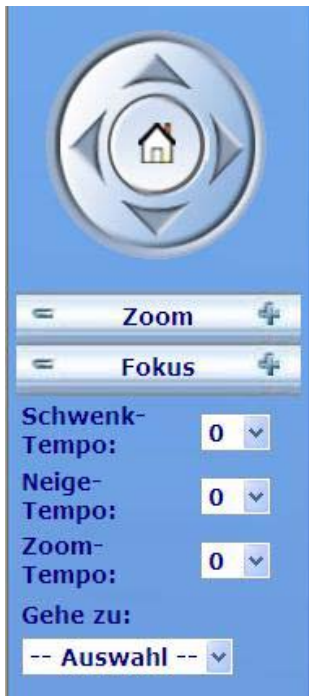 Zoom
Fokus
Schwenk-
Tempo: 0
Neige-
Tempo: 0
Zoom-
Tempo: 0
Gehe zu:
-- Auswahl --